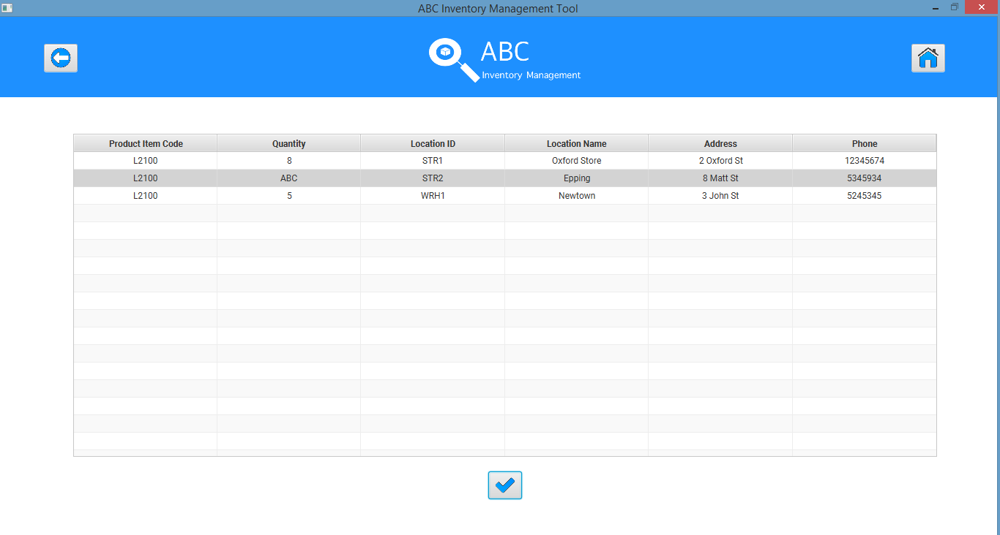 ABC Inventory Management Tool
ABC
Inventory Management
Product Item Code Quantity Location ID Location Name Address Phone
L2100 8 STR1 Oxford Store 2 Oxford St 12345674
L2100 ABC STR2 Epping 8 Matt St 5345934
L2100 5 WRH1 Newtown 3 John St 5245345